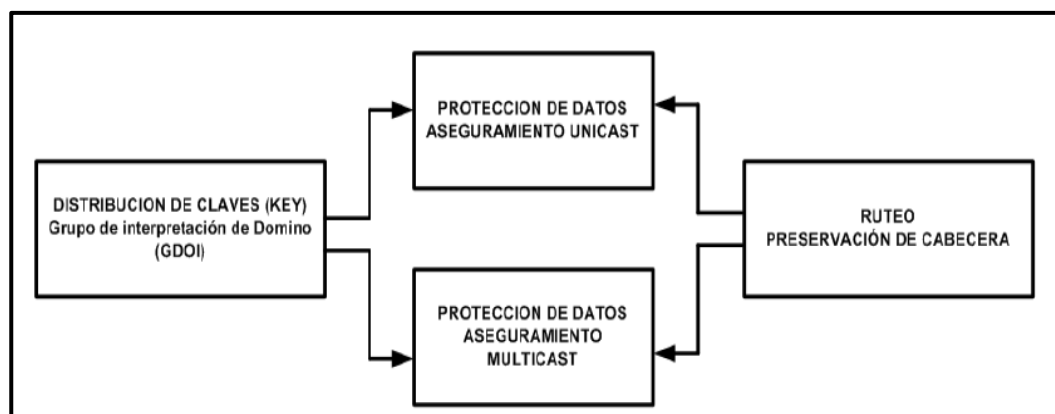 PROTECCION DE DATOS
ASEGURAMIENTO UNICAST
DISTRIBUCION DE CLAVES (KEY)
Grupo de interpretación de Domino
(GDOI)
RUTEO
PRESERVACIÓN DE CABECERA
PROTECCION DE DATOS
ASEGURAMIENTO
MULTICAST